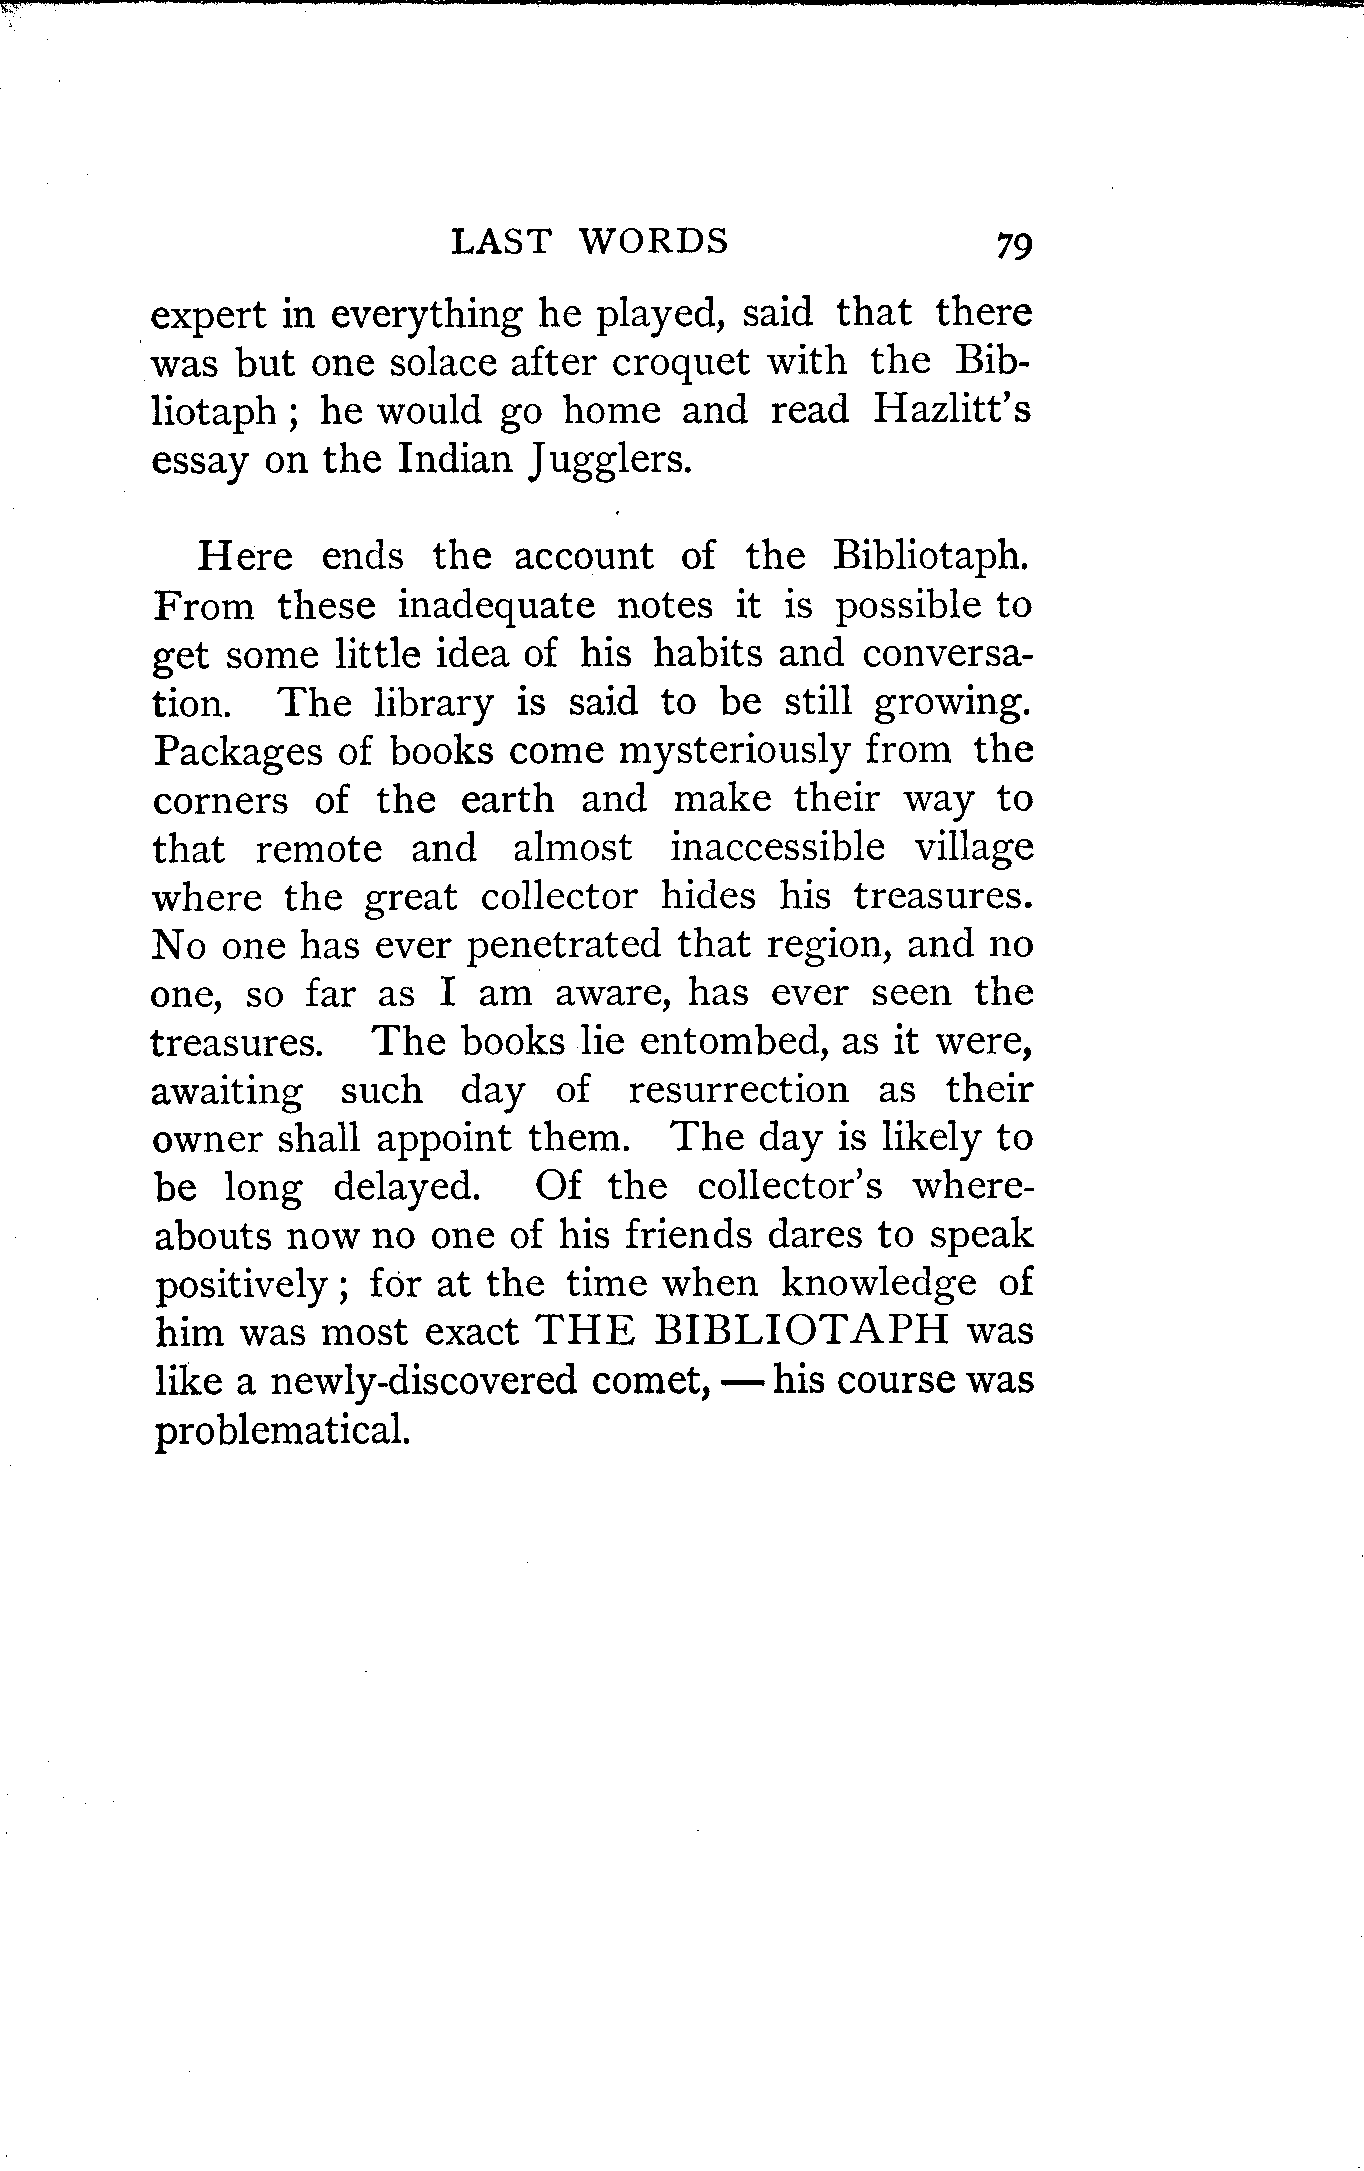 LAST WORDS 79
expert in everything he played, said that there
was but one solace after croquet with the Bib-
liotaph ; he would go home and read Hazlitt's
essay on the Indian Jugglers.
Here ends the account of the Bibliotaph.
From these inadequate notes it is possible to
get some little idea of his habits and conversa-
tion. The library is said to be still growing.
Packages of books come mysteriously from the
corners of the earth and make their way to
that remote and almost inaccessible village
where the great collector hides his treasures.
No one has ever penetrated that region, and no
one, so far as I am aware, has ever seen the
treasures. The books lie entombed, as it were,
awaiting such day of resurrection as their
owner shall appoint them. The day is likely to
be long delayed. Of the collector's where-
abouts now no one of his friends dares to speak
positively ; for at the time when knowledge of
him was most exact THE BIBLIOTAPH was
like a newly-discovered comet, — his course was
problematical.